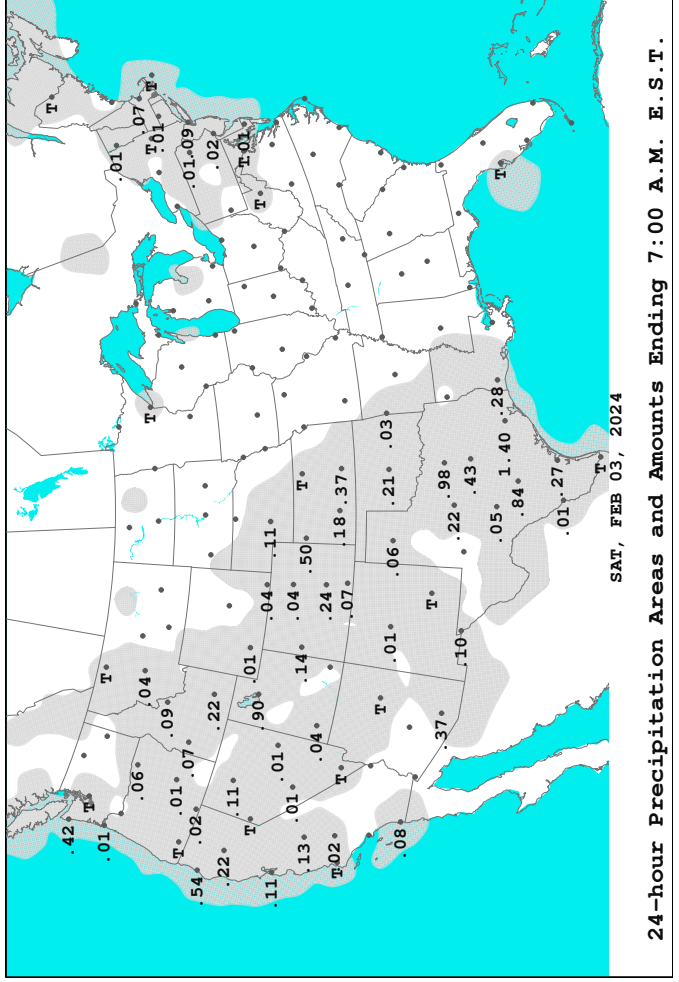 T
.42
T
.01
T
.01
.06
.07
.04
T
T
T
.01
.09
.01
T
.07
.01
.09
.54
.02
.02
.22
.22
.11
T
.01
T
.01
.90
T
.11
.04
.11
.01
.01
.04
.14
T
.13
.50
.04
.24
T
.02
T
.18
.37
.07
T
.03
.21
.01
.06
.08
T
.37
.98
.22
.10
.43
.05
.28
T
1.40
.84
.27
.01
T
SAT, FEB 03, 2024
24-hour Precipitation Areas and Amounts Ending 7:00 A.M. E.S.T.